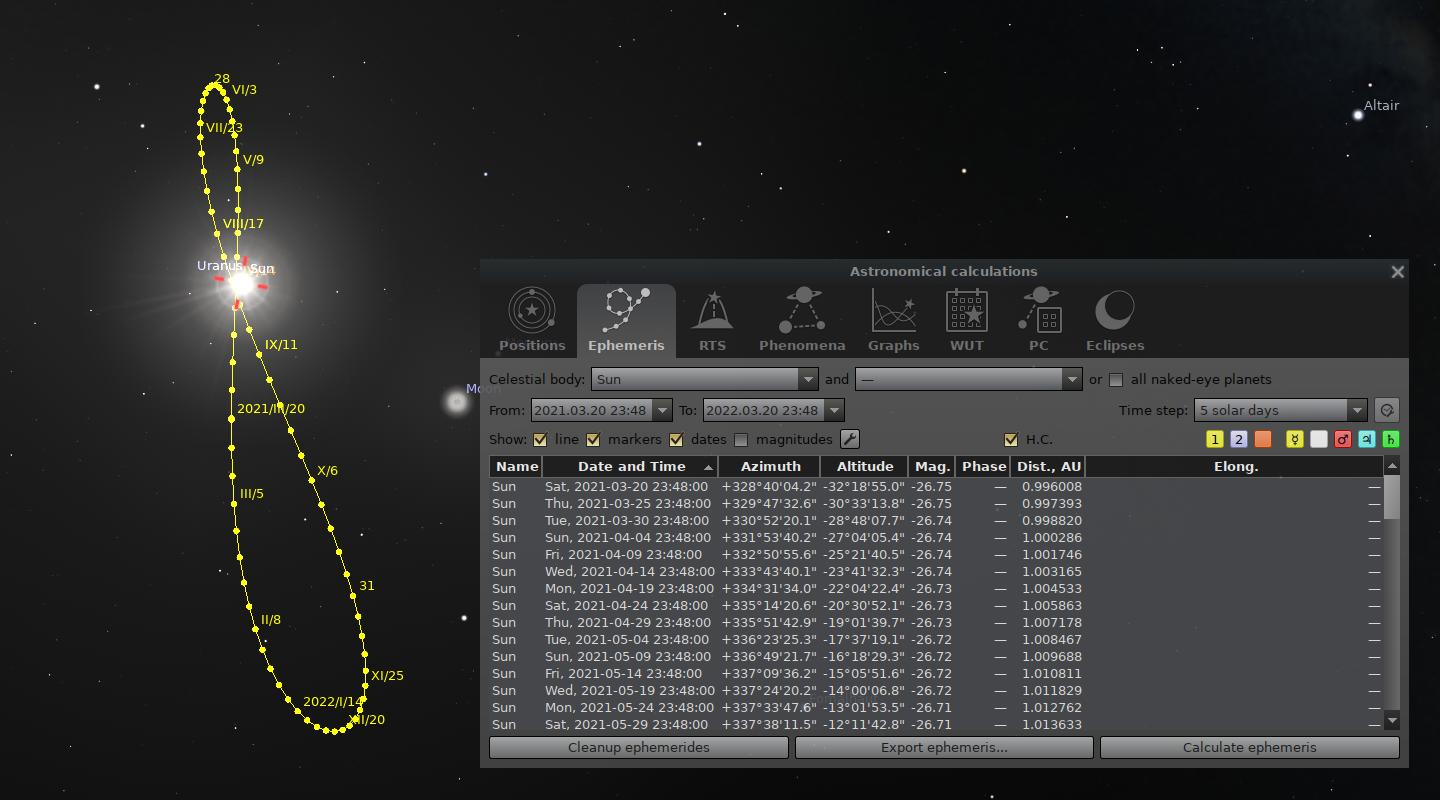 28
VI/3
Altair
VII/23
V/9
VIII/17
Uranus
Sun
IX/11
2021/III/20
X/6
III/5
31
II/8
XI/25
2022/I/14
XII/20
Astronomical calculations
Positions Ephemeris RTS Phenomena Graphs WUT PC Eclipses
Celestial body: Sun and — or all naked-eye planets
From: 2021.03.20 23:48 To: 2022.03.20 23:48 Time step: 5 solar days
Show: line markers dates magnitudes H.C. 1 2 ☿ ♂ ♃ ♄
Name Date and Time Azimuth Altitude Mag. Phase Dist., AU Elong.
Sun Sat, 2021-03-20 23:48:00 +328°40'04.2" -32°18'55.0" -26.75 — 0.996008 —
Sun Thu, 2021-03-25 23:48:00 +329°47'32.6" -30°33'13.8" -26.75 — 0.997393 —
Sun Tue, 2021-03-30 23:48:00 +330°52'20.1" -28°48'07.7" -26.74 — 0.998820 —
Sun Sun, 2021-04-04 23:48:00 +331°53'40.2" -27°04'05.4" -26.74 — 1.000286 —
Sun Fri, 2021-04-09 23:48:00 +332°50'55.6" -25°21'40.5" -26.74 — 1.001746 —
Sun Wed, 2021-04-14 23:48:00 +333°43'40.1" -23°41'32.3" -26.74 — 1.003165 —
Sun Mon, 2021-04-19 23:48:00 +334°31'34.0" -22°04'22.4" -26.73 — 1.004533 —
Sun Sat, 2021-04-24 23:48:00 +335°14'20.6" -20°30'52.1" -26.73 — 1.005863 —
Sun Thu, 2021-04-29 23:48:00 +335°51'42.9" -19°01'39.7" -26.73 — 1.007178 —
Sun Tue, 2021-05-04 23:48:00 +336°23'25.3" -17°37'19.1" -26.72 — 1.008467 —
Sun Sun, 2021-05-09 23:48:00 +336°49'21.7" -16°18'29.3" -26.72 — 1.009688 —
Sun Fri, 2021-05-14 23:48:00 +337°09'36.2" -15°05'51.6" -26.72 — 1.010811 —
Sun Wed, 2021-05-19 23:48:00 +337°24'20.2" -14°00'06.8" -26.72 — 1.011829 —
Sun Mon, 2021-05-24 23:48:00 +337°33'47.6" -13°01'53.5" -26.71 — 1.012762 —
Sun Sat, 2021-05-29 23:48:00 +337°38'11.5" -12°11'42.8" -26.71 — 1.013633 —
Cleanup ephemerides Export ephemeris... Calculate ephemeris